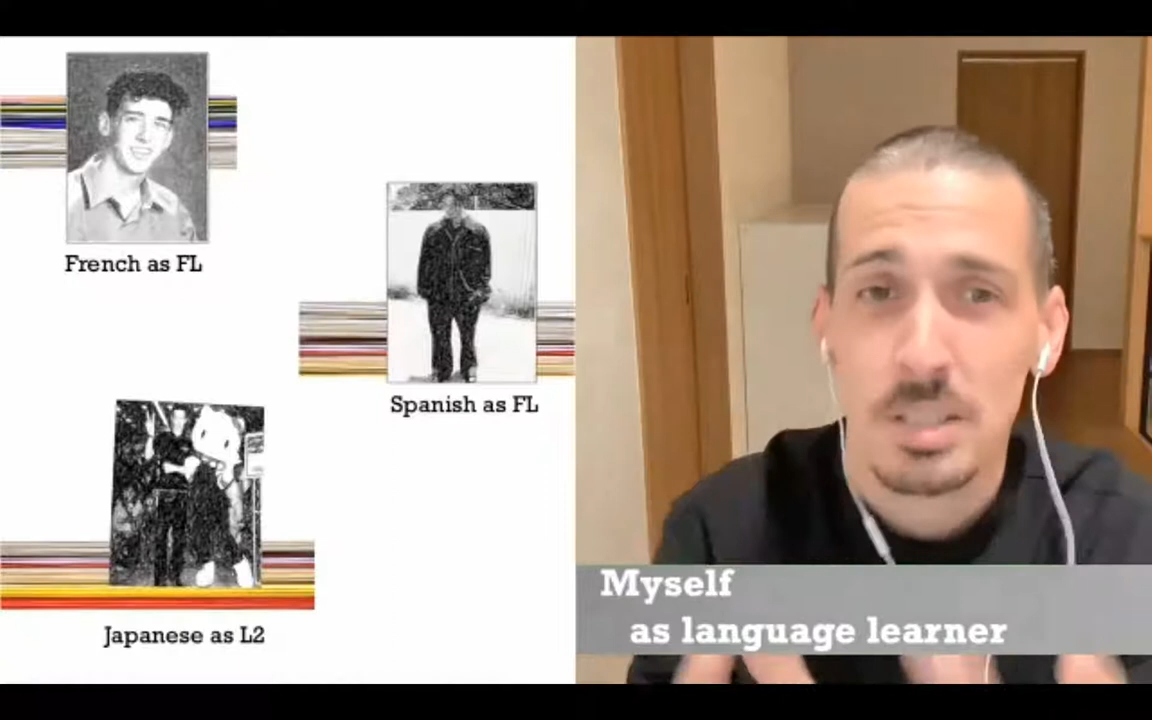 French as FL
Spanish as FL
Japanese as L2
Myself
as language learner